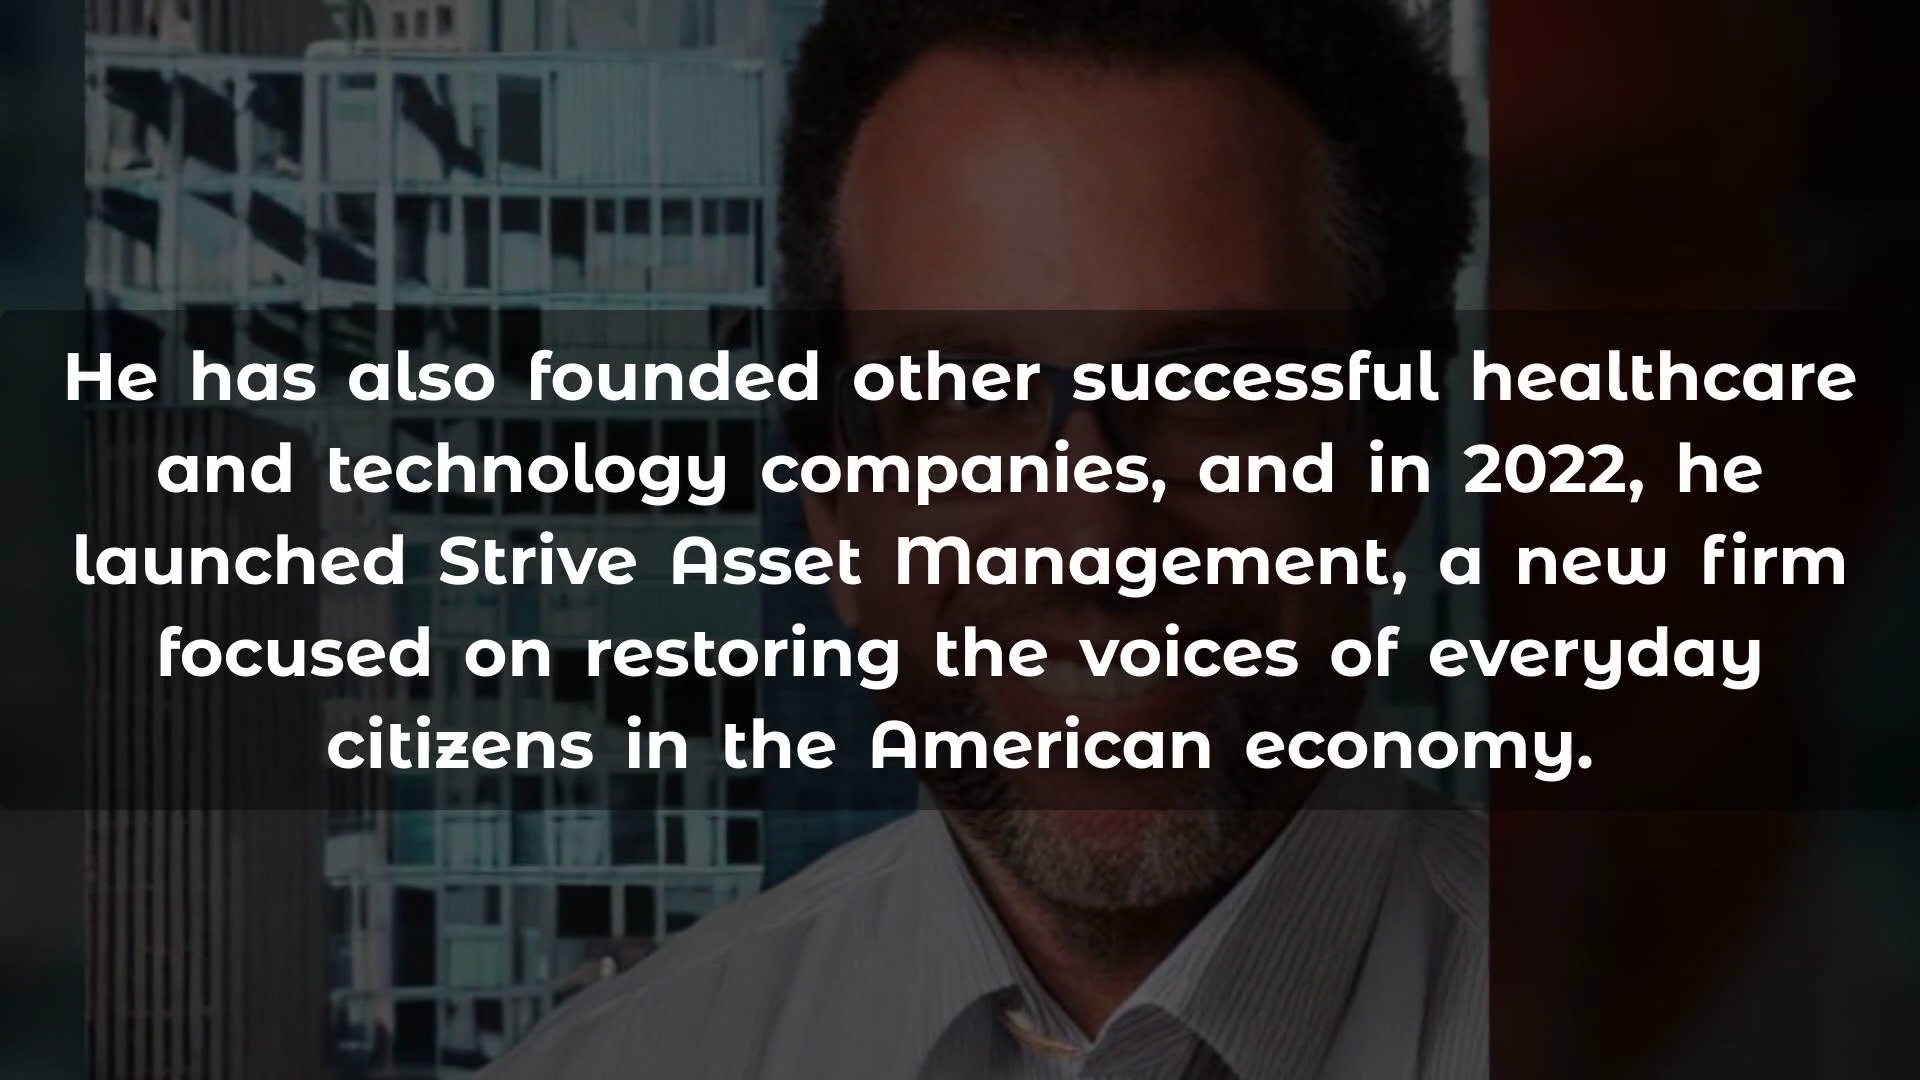 He has also founded other successful healthcare
and technology companies, and in 2022, he
launched Strive Asset Management, a new firm
focused on restoring the voices of everyday
citizens in the American economy.